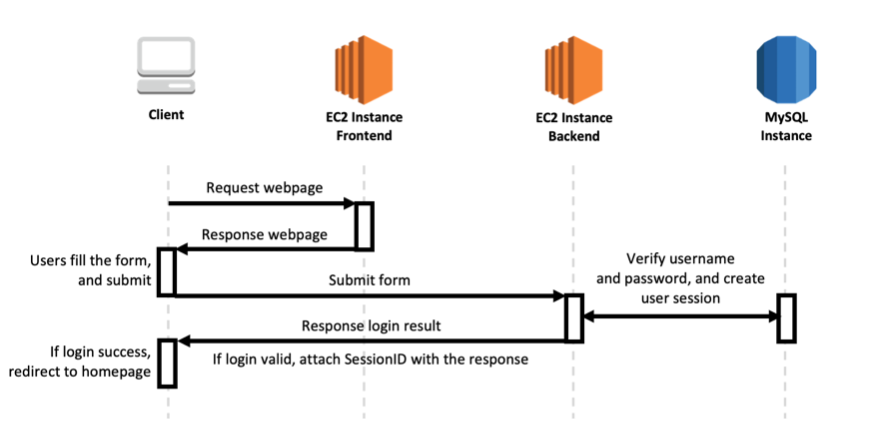 Client
EC2 Instance
Frontend
EC2 Instance
Backend
MySQL
Instance
Request webpage
Response webpage
Users fill the form,
and submit
Submit form
Verify username
and password, and create
user session
Response login result
If login valid, attach SessionID with the response
If login success,
redirect to homepage